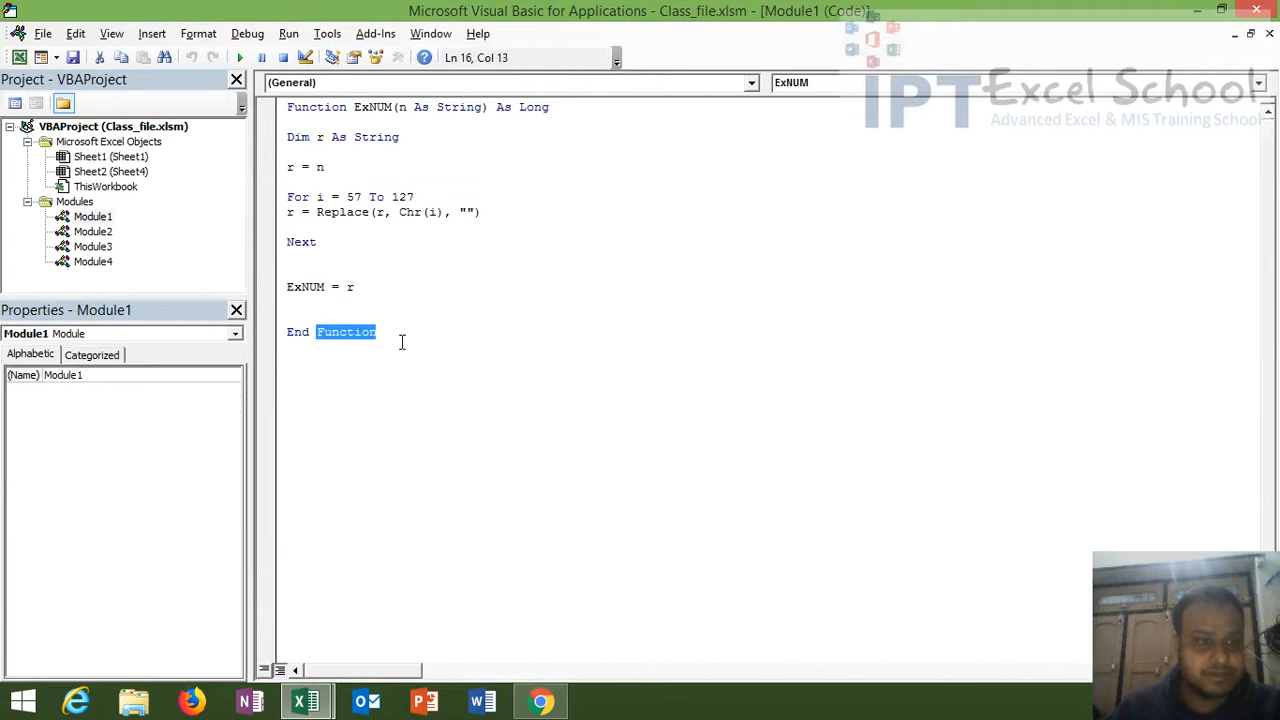 Microsoft Visual Basic for Applications - Class_file.xlsm - [Module1 (Code)]
File Edit View Insert Format Debug Run Tools Add-Ins Window Help
Ln 16, Col 13
IPT Excel School
Advanced Excel & MIS Training School
Project - VBAProject
VBAProject (Class_file.xlsm)
Microsoft Excel Objects
Sheet1 (Sheet1)
Sheet2 (Sheet4)
ThisWorkbook
Modules
Module1
Module2
Module3
Module4
Properties - Module1
Module1 Module
Alphabetic Categorized
(Name) Module1
(General) ExNUM
Function ExNUM(n As String) As Long
Dim r As String
r = n
For i = 57 To 127
r = Replace(r, Chr(i), "")
Next
ExNUM = r
End Function